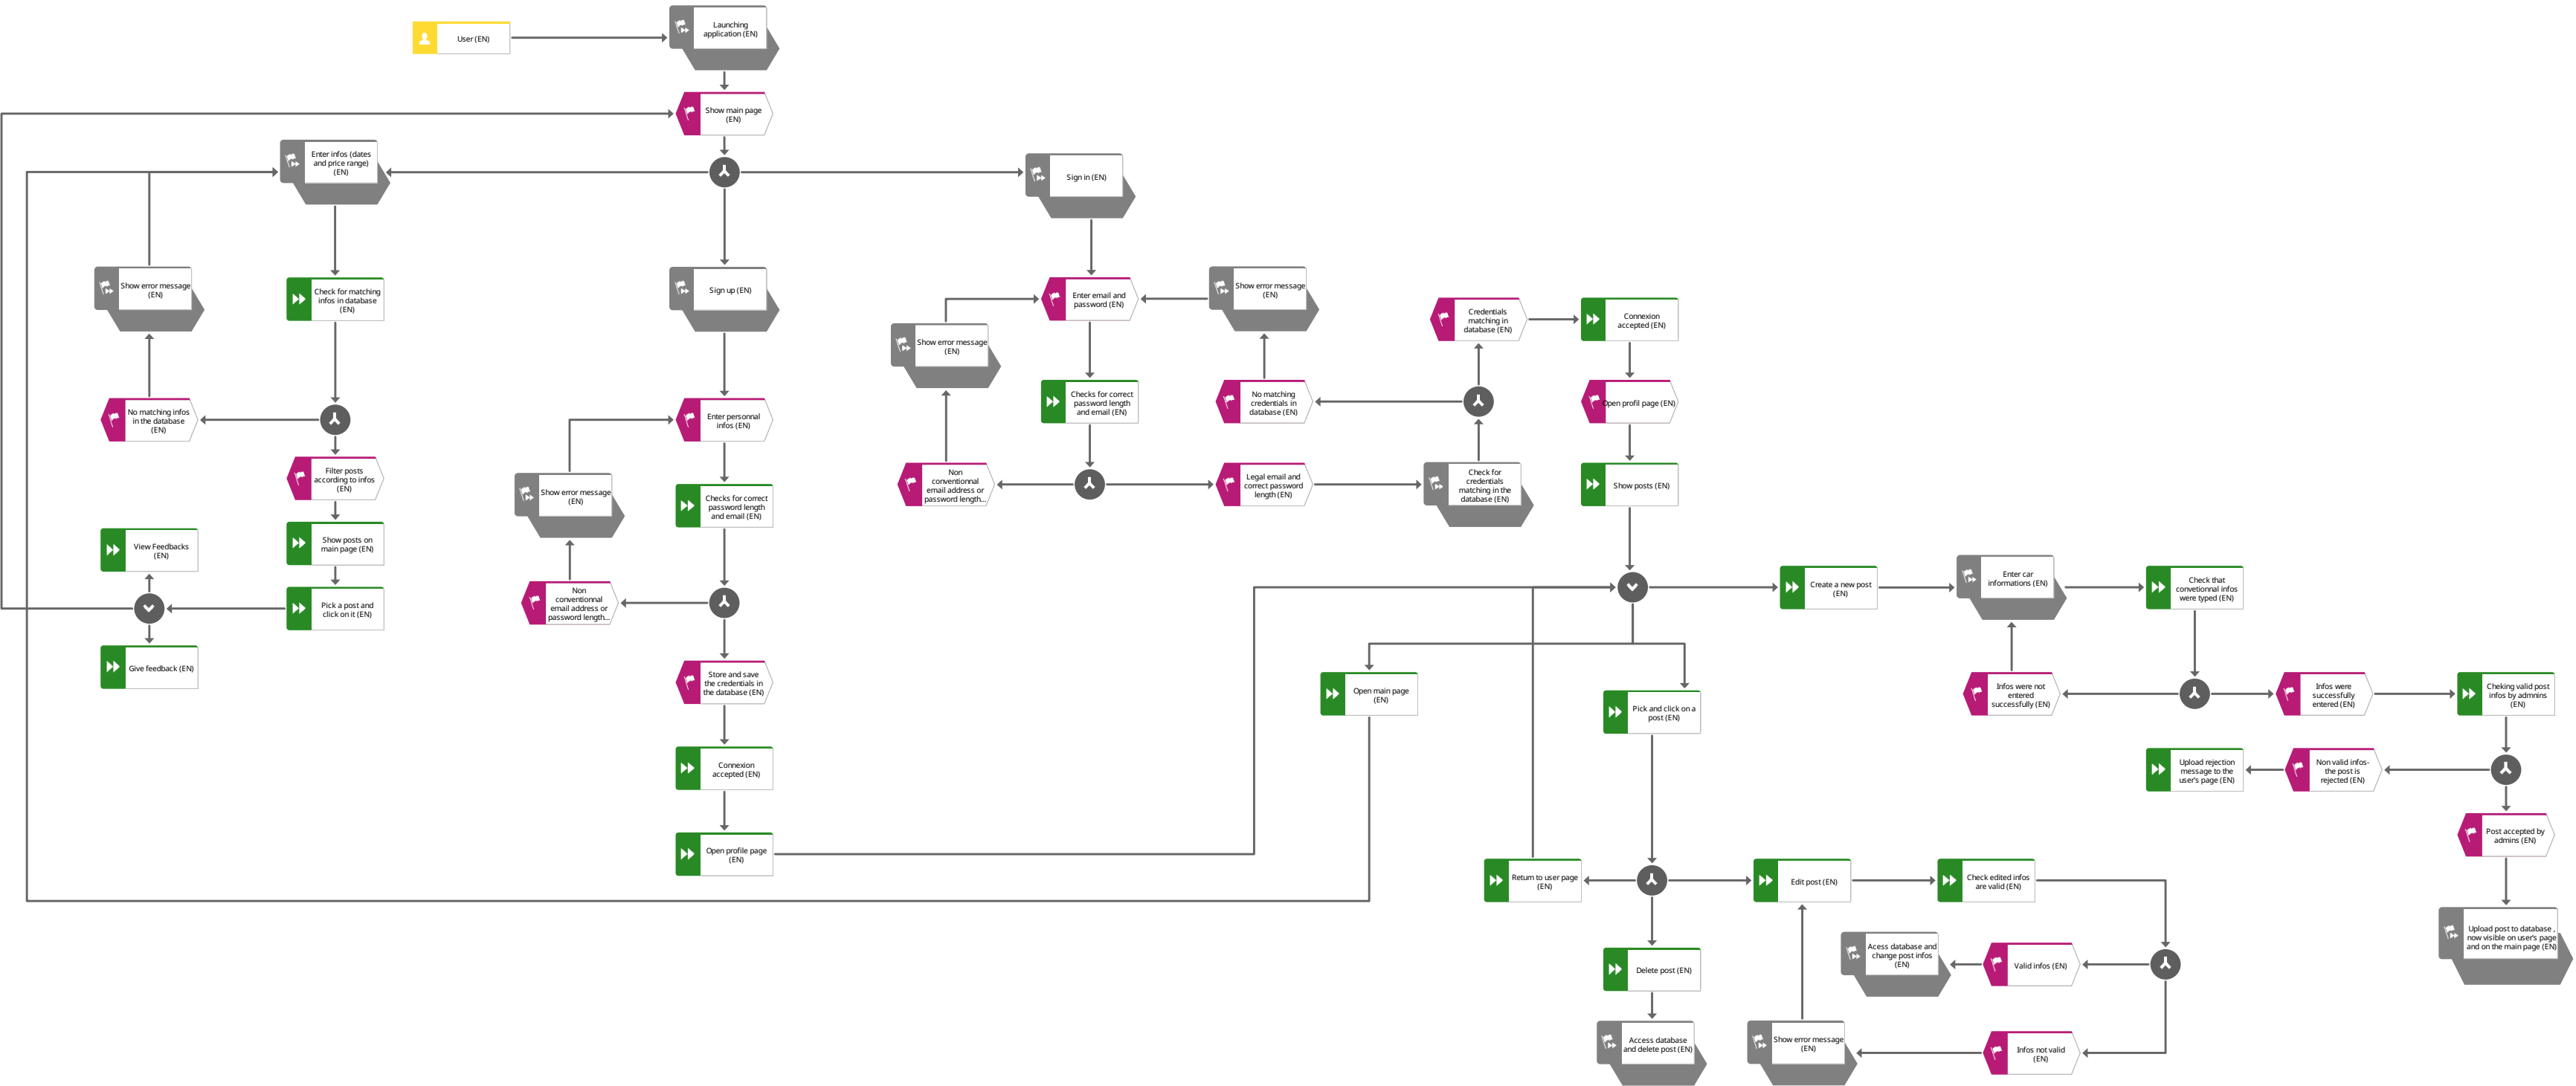 User (EN)
Launching
application (EN)
Show main page
(EN)
Enter infos (dates
and price range)
(EN)
Sign in (EN)
Show error message
(EN)
Check for matching
infos in database
(EN)
Sign up (EN)
Enter email and
password (EN)
Show error message
(EN)
Show error message
(EN)
Credentials
matching in
database (EN)
Connexion
accepted (EN)
No matching infos
in the database
(EN)
Enter personnal
infos (EN)
Checks for correct
password length
and email (EN)
No matching
credentials in
database (EN)
Open profil page (EN)
Filter posts
according to infos
(EN)
Show error message
(EN)
Checks for correct
password length
and email (EN)
Non
conventionnal
email address or
password length...
Legal email and
correct password
length (EN)
Check for
credentials
matching in the
database (EN)
Show posts (EN)
View Feedbacks
(EN)
Show posts on
main page (EN)
Pick a post and
click on it (EN)
Give feedback (EN)
Non
conventionnal
email address or
password length...
Create a new post
(EN)
Enter car
informations (EN)
Check that
convetionnal infos
were typed (EN)
Store and save
the credentials in
the database (EN)
Open main page
(EN)
Pick and click on a
post (EN)
Infos were not
entered
successfully (EN)
Infos were
successfully
entered (EN)
Cheking valid post
infos by admnins
(EN)
Connexion
accepted (EN)
Upload rejection
message to the
user's page (EN)
Non valid infos-
the post is
rejected (EN)
Open profile page
(EN)
Post accepted by
admins (EN)
Return to user page
(EN)
Edit post (EN)
Check edited infos
are valid (EN)
Upload post to database ,
now visible on user's page
and on the main page (EN)
Delete post (EN)
Acess database and
change post infos
(EN)
Valid infos (EN)
Access database
and delete post (EN)
Show error message
(EN)
Infos not valid
(EN)